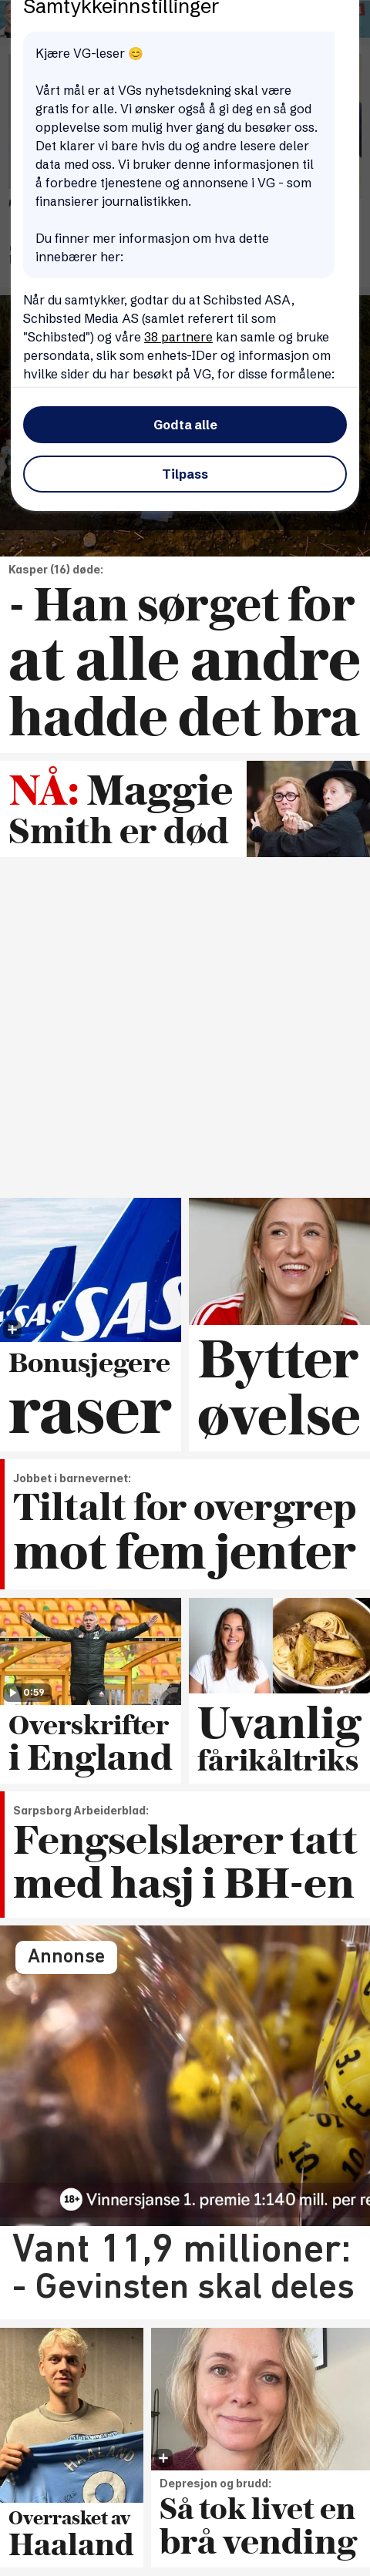 Samtykkeinnstillinger
Kjære VG-leser 😊
Vårt mål er at VGs nyhetsdekning skal være
gratis for alle. Vi ønsker også å gi deg en så god
opplevelse som mulig hver gang du besøker oss.
Det klarer vi bare hvis du og andre lesere deler
data med oss. Vi bruker denne informasjonen til
å forbedre tjenestene og annonsene i VG - som
finansierer journalistikken.
Du finner mer informasjon om hva dette
innebærer her:
Når du samtykker, godtar du at Schibsted ASA,
Schibsted Media AS (samlet referert til som
"Schibsted") og våre 38 partnere kan samle og bruke
persondata, slik som enhets-IDer og informasjon om
hvilke sider du har besøkt på VG, for disse formålene:
Godta alle
Tilpass
Kasper (16) døde:
- Han sørget for
at alle andre
hadde det bra
NÅ: Maggie
Smith er død
SAS
SAS
Bonusjegere
raser
Bytter
øvelse
Jobbet i barnevernet:
Tiltalt for overgrep
mot fem jenter
0:59
Overskrifter
i England
Uvanlig
fårikåltriks
Sarpsborg Arbeiderblad:
Fengselslærer tatt
med hasj i BH-en
Annonse
10
18+ Vinnersjanse 1. premie 1:140 mill. per re
Vant 11,9 millioner:
- Gevinsten skal deles
HAALAND
Overrasket av
Haaland
Depresjon og brudd:
Så tok livet en
brå vending